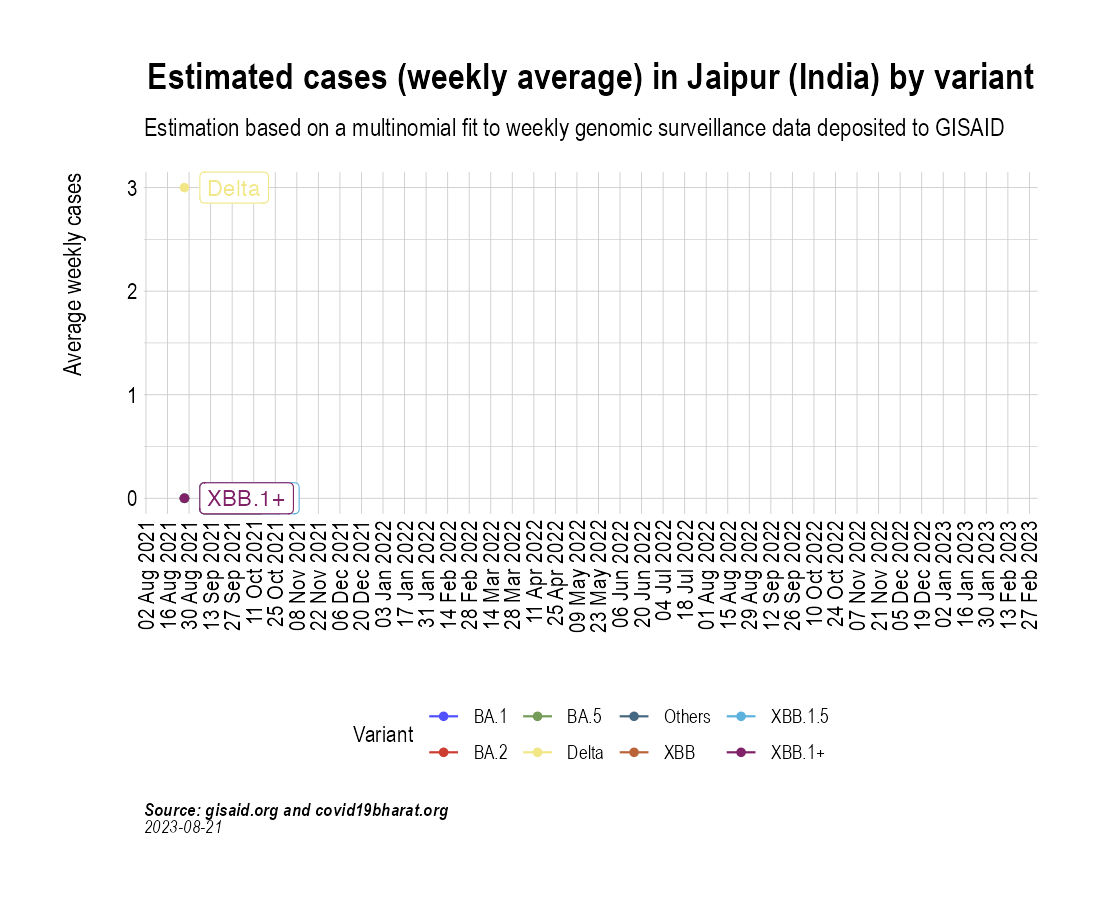 Estimated cases (weekly average) in Jaipur (India) by variant
Estimation based on a multinomial fit to weekly genomic surveillance data deposited to GISAID
Average weekly cases
3
2
1
0
Delta
XBB.1+
02 Aug 2021
16 Aug 2021
30 Aug 2021
13 Sep 2021
27 Sep 2021
11 Oct 2021
25 Oct 2021
08 Nov 2021
22 Nov 2021
06 Dec 2021
20 Dec 2021
03 Jan 2022
17 Jan 2022
31 Jan 2022
14 Feb 2022
28 Feb 2022
14 Mar 2022
28 Mar 2022
11 Apr 2022
25 Apr 2022
09 May 2022
23 May 2022
06 Jun 2022
20 Jun 2022
04 Jul 2022
18 Jul 2022
01 Aug 2022
15 Aug 2022
29 Aug 2022
12 Sep 2022
26 Sep 2022
10 Oct 2022
24 Oct 2022
07 Nov 2022
21 Nov 2022
05 Dec 2022
19 Dec 2022
02 Jan 2023
16 Jan 2023
30 Jan 2023
13 Feb 2023
27 Feb 2023
Variant
BA.1
BA.5
Others
XBB.1.5
BA.2
Delta
XBB
XBB.1+
Source: gisaid.org and covid19bharat.org
2023-08-21